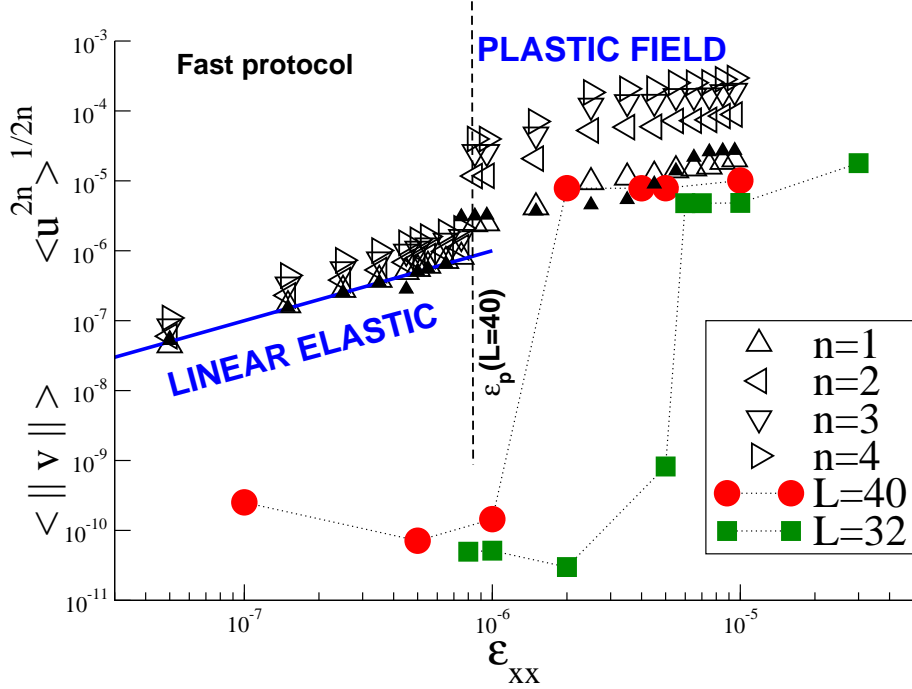 Fast protocol
PLASTIC FIELD
LINEAR ELASTIC
ε_p(L=40)
<u^{2n}>^{1/2n}
<|| v ||>
10^{-3}
10^{-4}
10^{-5}
10^{-6}
10^{-7}
10^{-8}
10^{-9}
10^{-10}
10^{-11}
n=1
n=2
n=3
n=4
L=40
L=32
10^{-7}
10^{-6}
10^{-5}
ε_{xx}